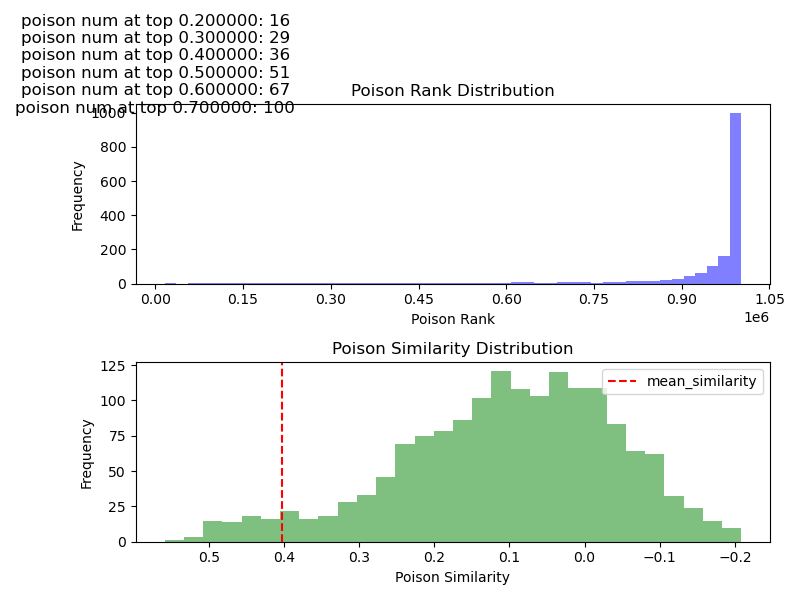 poison num at top 0.200000: 16
poison num at top 0.300000: 29
poison num at top 0.400000: 36
poison num at top 0.500000: 51
poison num at top 0.600000: 67
poison num at top 0.700000: 100
Poison Rank Distribution
1000
800
600
400
200
0
Frequency
0.00 0.15 0.30 0.45 0.60 0.75 0.90 1.05
1e6
Poison Rank
Poison Similarity Distribution
mean_similarity
125
100
75
50
25
0
Frequency
0.5 0.4 0.3 0.2 0.1 0.0 −0.1 −0.2
Poison Similarity